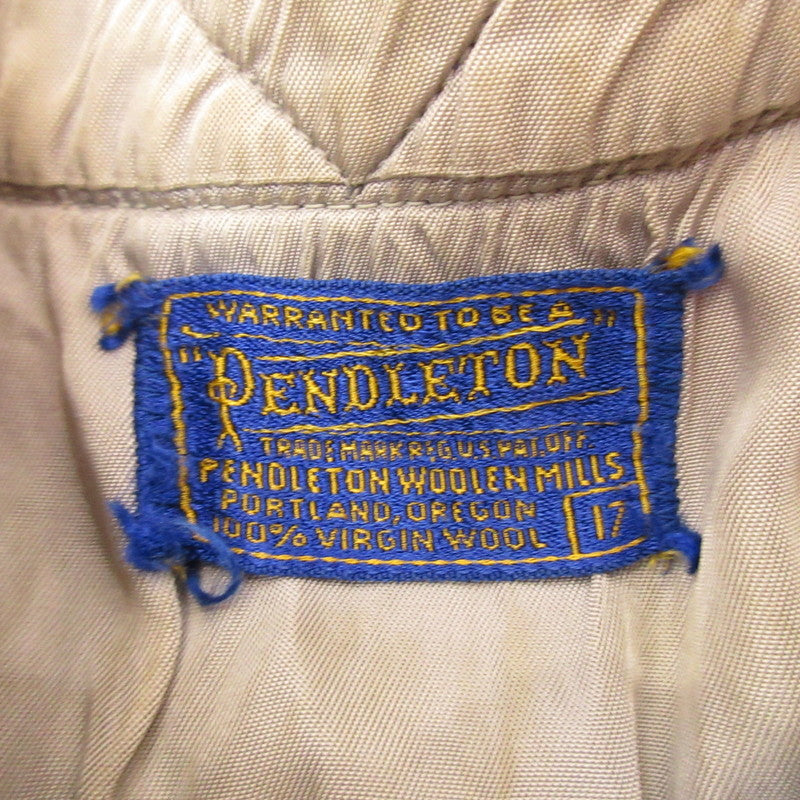 WARRANTED TO BE A
"PENDLETON"
TRADE MARK REG. U.S. PAT. OFF.
PENDLETON WOOLEN MILLS
PORTLAND, OREGON
100% VIRGIN WOOL
17